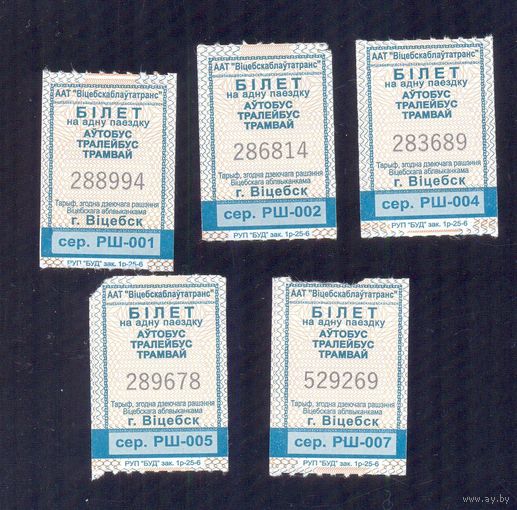 ААТ "Віцебскаблаўтатранс"
БІЛЕТ
на адну паездку
АЎТОБУС
ТРАЛЕЙБУС
ТРАМВАЙ
288994
Тарыф, згодна дзеючага рашэння
Віцебскага аблвыканкама
г. Віцебск
сер. РШ-001
РУП "БУД" зак. 1р-25-6
ААТ "Віцебскаблаўтатранс"
БІЛЕТ
на адну паездку
АЎТОБУС
ТРАЛЕЙБУС
ТРАМВАЙ
286814
Тарыф, згодна дзеючага рашэння
Віцебскага аблвыканкама
г. Віцебск
сер. РШ-002
РУП "БУД" зак. 1р-25-6
ААТ "Віцебскаблаўтатранс"
БІЛЕТ
на адну паездку
АЎТОБУС
ТРАЛЕЙБУС
ТРАМВАЙ
283689
Тарыф, згодна дзеючага рашэння
Віцебскага аблвыканкама
г. Віцебск
сер. РШ-004
РУП "БУД" зак. 1р-25-6
ААТ "Віцебскаблаўтатранс"
БІЛЕТ
на адну паездку
АЎТОБУС
ТРАЛЕЙБУС
ТРАМВАЙ
289678
Тарыф, згодна дзеючага рашэння
Віцебскага аблвыканкама
г. Віцебск
сер. РШ-005
РУП "БУД" зак. 1р-25-6
ААТ "Віцебскаблаўтатранс"
БІЛЕТ
на адну паездку
АЎТОБУС
ТРАЛЕЙБУС
ТРАМВАЙ
529269
Тарыф, згодна дзеючага рашэння
Віцебскага аблвыканкама
г. Віцебск
сер. РШ-007
РУП "БУД" зак. 1р-25-6
www.ay.by